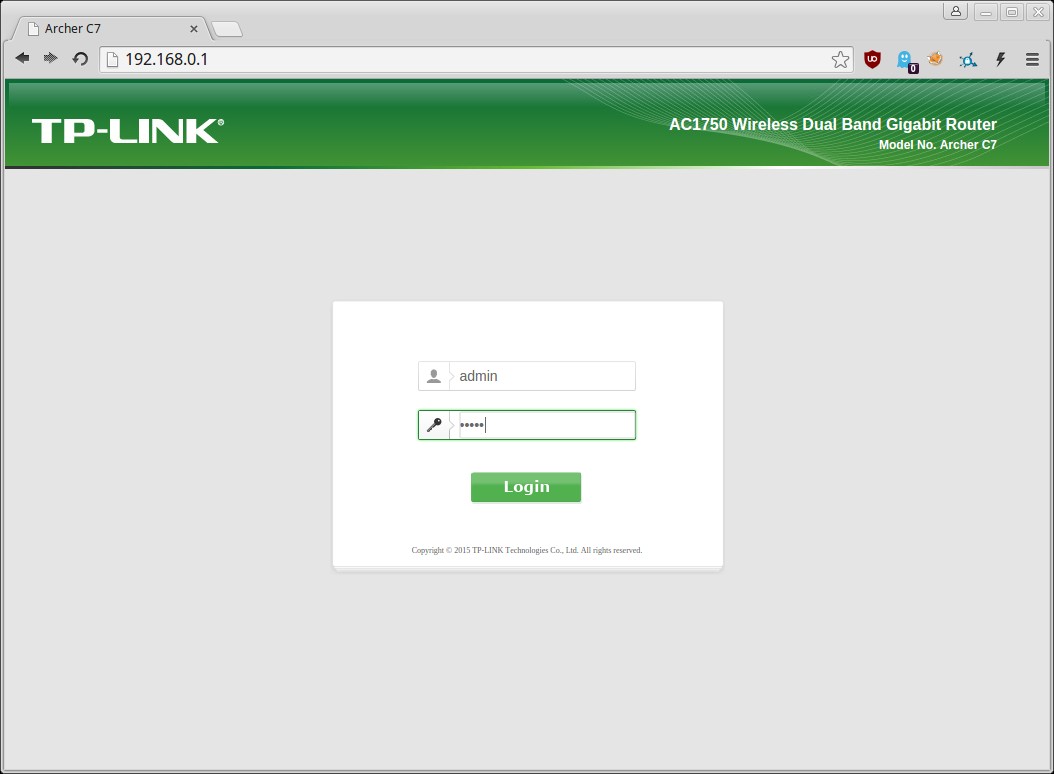 Archer C7
192.168.0.1
uo
0
TP-LINK®
AC1750 Wireless Dual Band Gigabit Router
Model No. Archer C7
admin
•••••
Login
Copyright © 2015 TP-LINK Technologies Co., Ltd. All rights reserved.